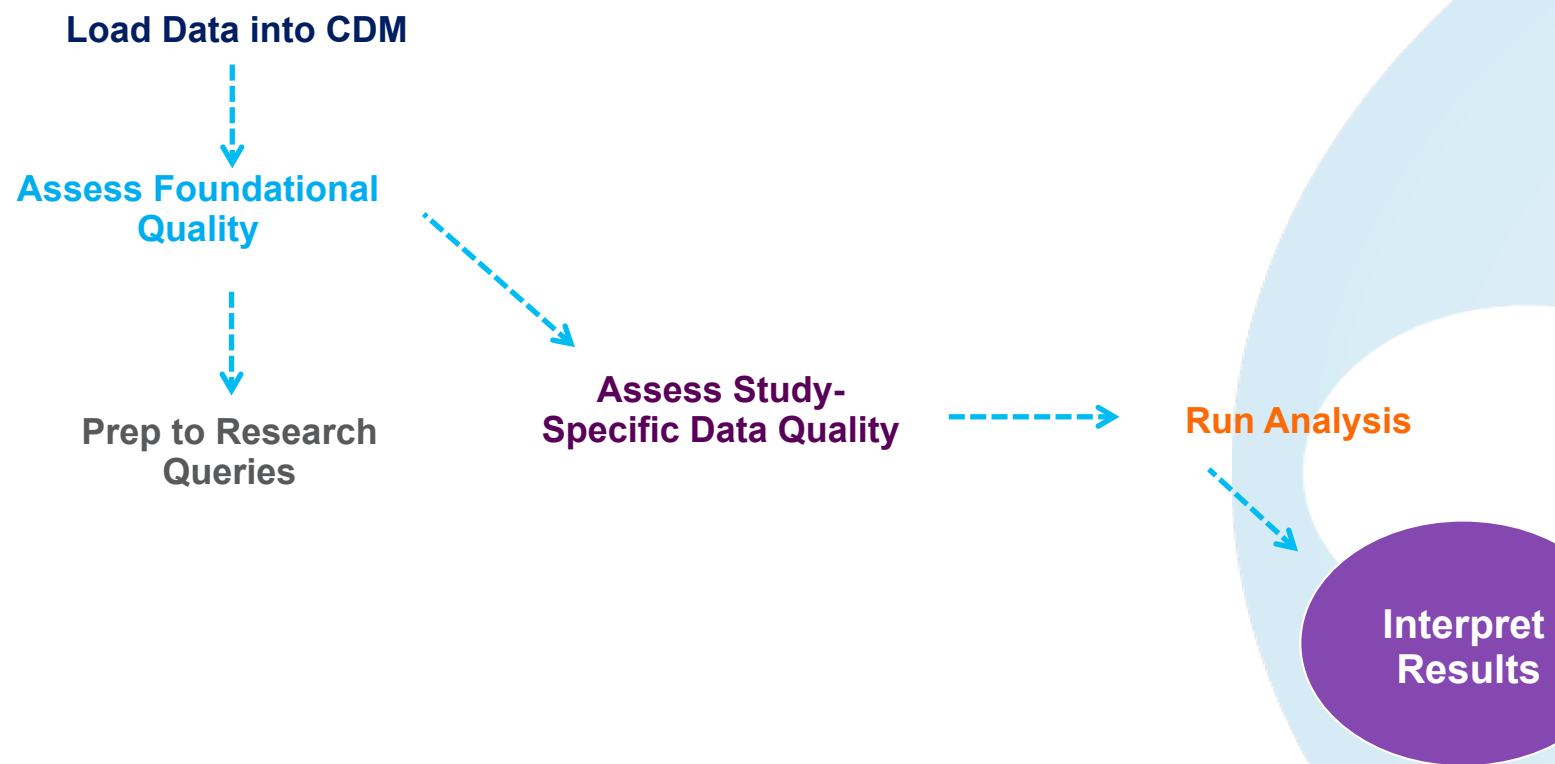 Load Data into CDM
Assess Foundational
Quality
Prep to Research
Queries
Assess Study-
Specific Data Quality
Run Analysis
Interpret
Results